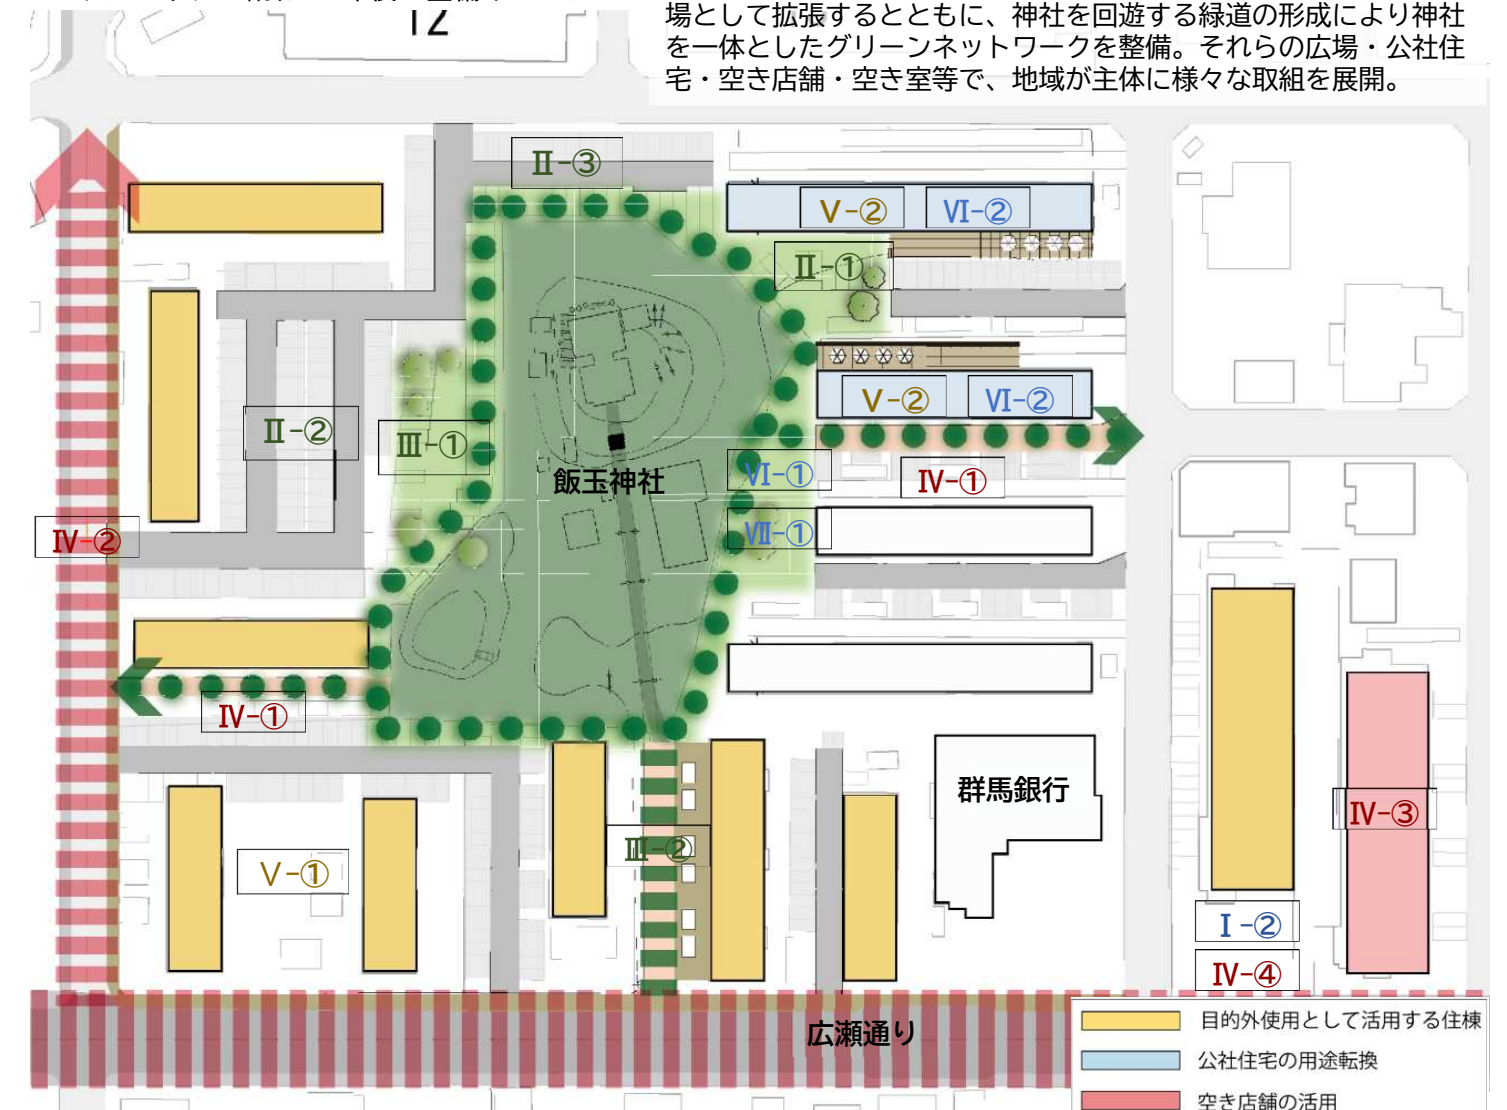 場として拡張するとともに、神社を回遊する緑道の形成により神社
を一体としたグリーンネットワークを整備。それらの広場・公社住
宅・空き店舗・空き室等で、地域が主体に様々な取組を展開。
Ⅱ-③
Ⅴ-②
Ⅵ-②
Ⅱ-①
Ⅴ-②
Ⅵ-②
Ⅱ-②
Ⅲ-①
飯玉神社
Ⅵ-①
Ⅳ-①
Ⅳ-②
Ⅶ-①
Ⅳ-①
群馬銀行
Ⅳ-③
Ⅲ-②
Ⅴ-①
Ⅰ-②
Ⅳ-④
広瀬通り
目的外使用として活用する住棟
公社住宅の用途転換
空き店舗の活用